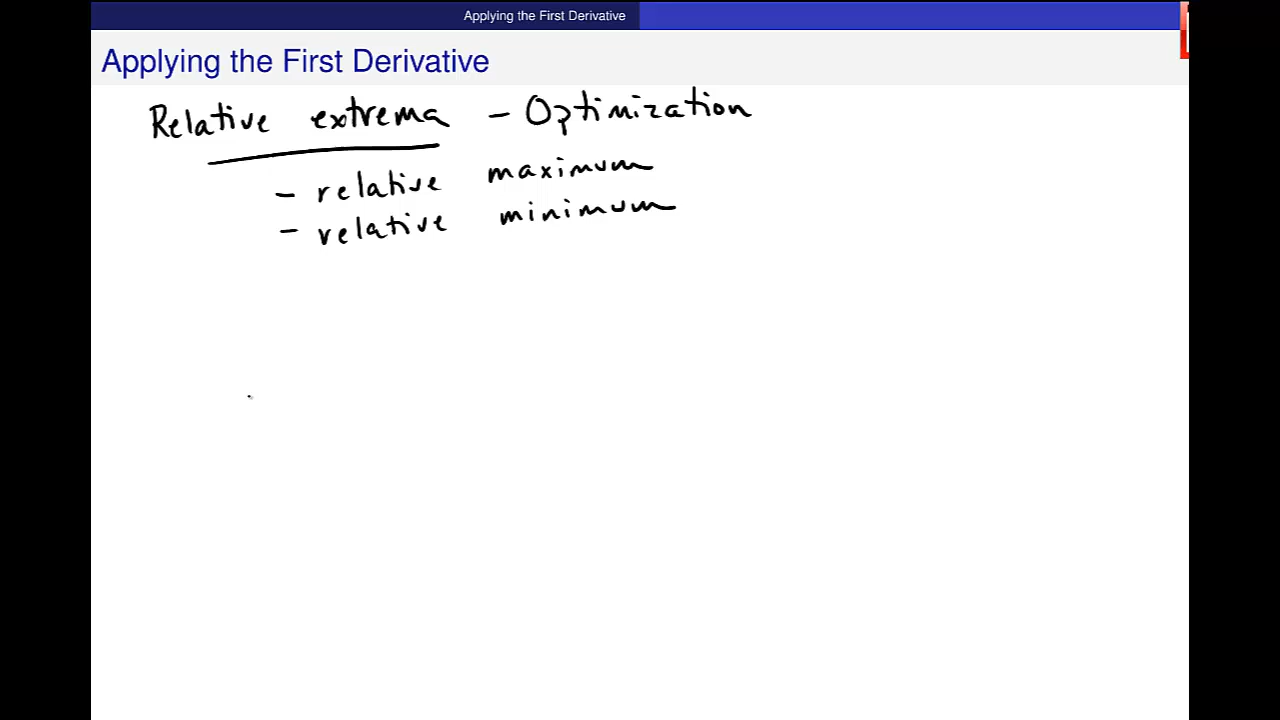 Applying the First Derivative
Applying the First Derivative
Relative extrema - Optimization
- relative maximum
- relative minimum